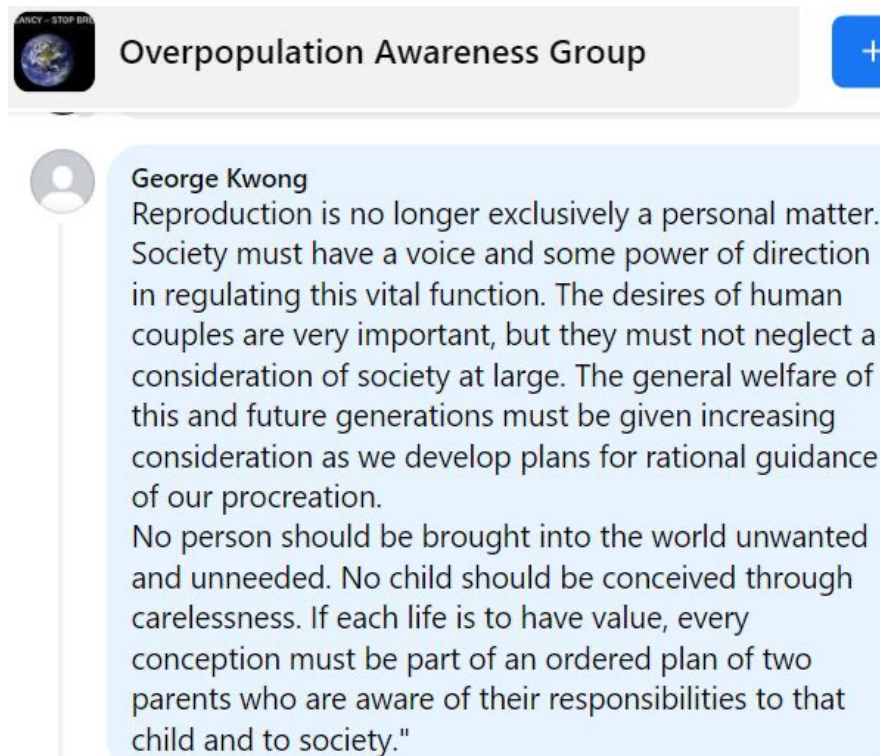 ANCY – STOP BRE
Overpopulation Awareness Group
+
George Kwong
Reproduction is no longer exclusively a personal matter.
Society must have a voice and some power of direction
in regulating this vital function. The desires of human
couples are very important, but they must not neglect a
consideration of society at large. The general welfare of
this and future generations must be given increasing
consideration as we develop plans for rational guidance
of our procreation.
No person should be brought into the world unwanted
and unneeded. No child should be conceived through
carelessness. If each life is to have value, every
conception must be part of an ordered plan of two
parents who are aware of their responsibilities to that
child and to society."